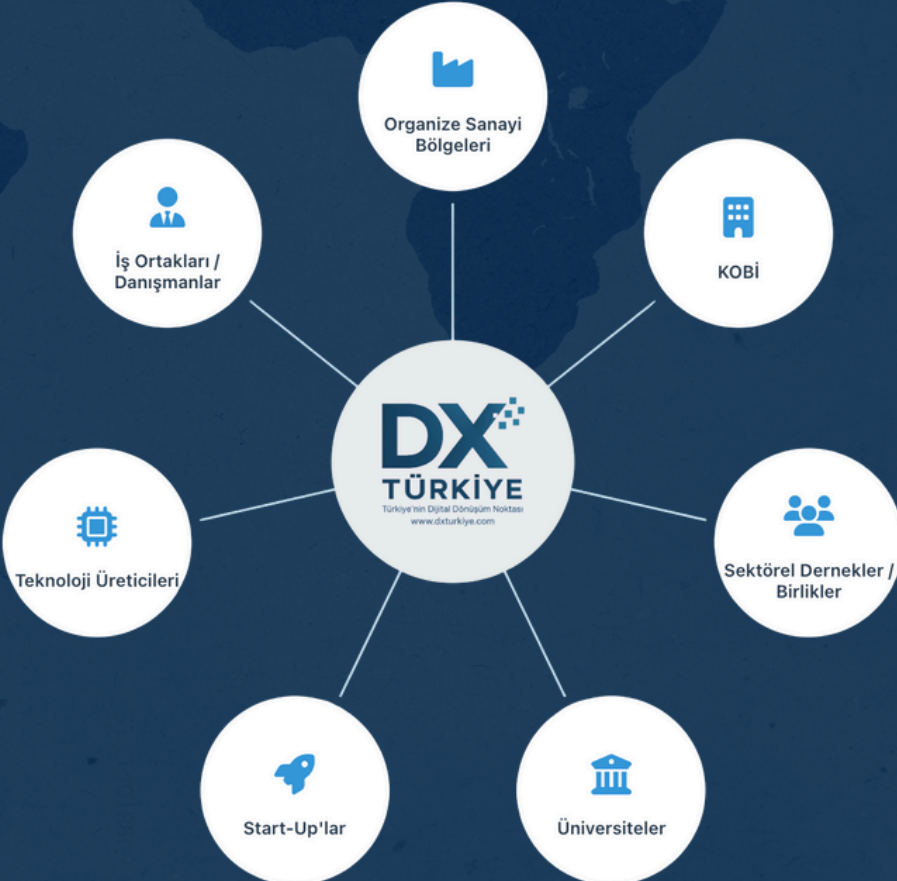 Organize Sanayi
Bölgeleri
İş Ortakları /
Danışmanlar
KOBİ
DX
TÜRKİYE
Türkiye'nin Dijital Dönüşüm Noktası
www.dxturkiye.com
Teknoloji Üreticileri
Sektörel Dernekler /
Birlikler
Start-Up'lar
Üniversiteler